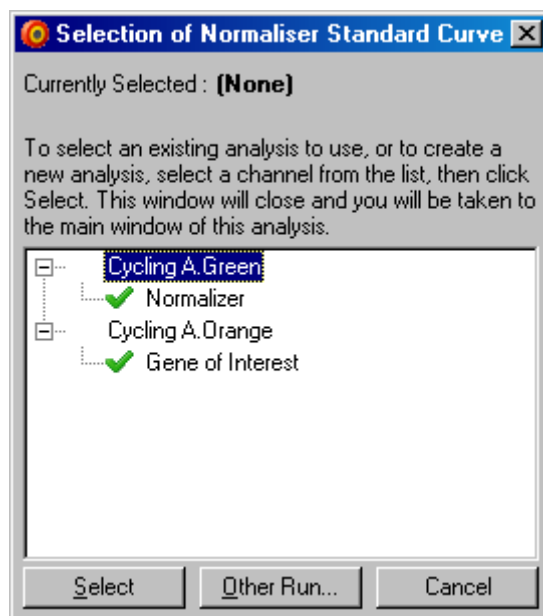 Selection of Normaliser Standard Curve
Currently Selected : (None)
To select an existing analysis to use, or to create a
new analysis, select a channel from the list, then click
Select. This window will close and you will be taken to
the main window of this analysis.
Cycling A.Green
Normalizer
Cycling A.Orange
Gene of Interest
Select Other Run... Cancel